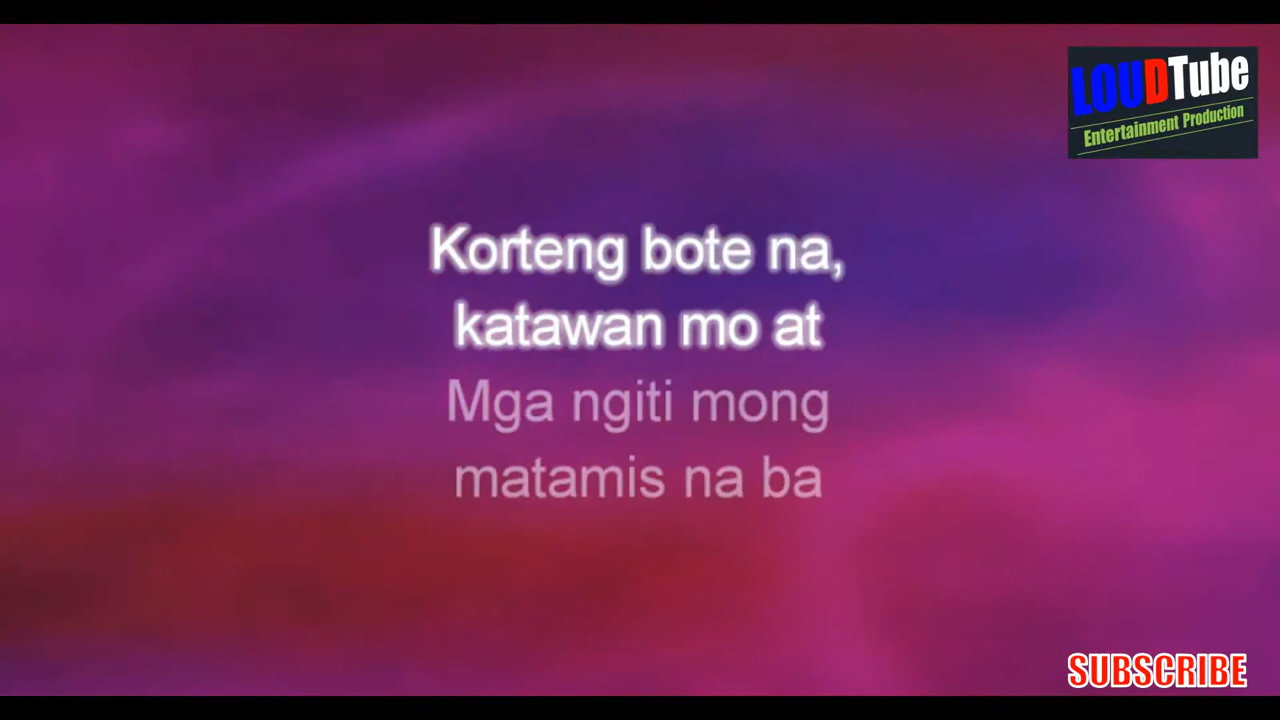 LOUDTube
Entertainment Production
Korteng bote na,
katawan mo at
Mga ngiti mong
matamis na ba
SUBSCRIBE